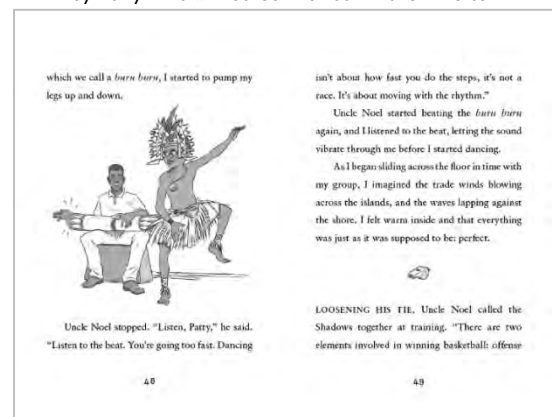 which we call a buru buru, I started to pump my
legs up and down.
Uncle Noel stopped. “Listen, Patty,” he said.
“Listen to the beat. You're going too fast. Dancing
48
isn't about how fast you do the steps, it's not a
race. It's about moving with the rhythm.”
Uncle Noel started beating the buru buru
again, and I listened to the beat, letting the sound
vibrate through me before I started dancing.
As I began sliding across the floor in time with
my group, I imagined the trade winds blowing
across the islands, and the waves lapping against
the shore. I felt warm inside and that everything
was just as it was supposed to be: perfect.
LOOSENING HIS TIE, Uncle Noel called the
Shadows together at training. “There are two
elements involved in winning basketball: offense
49